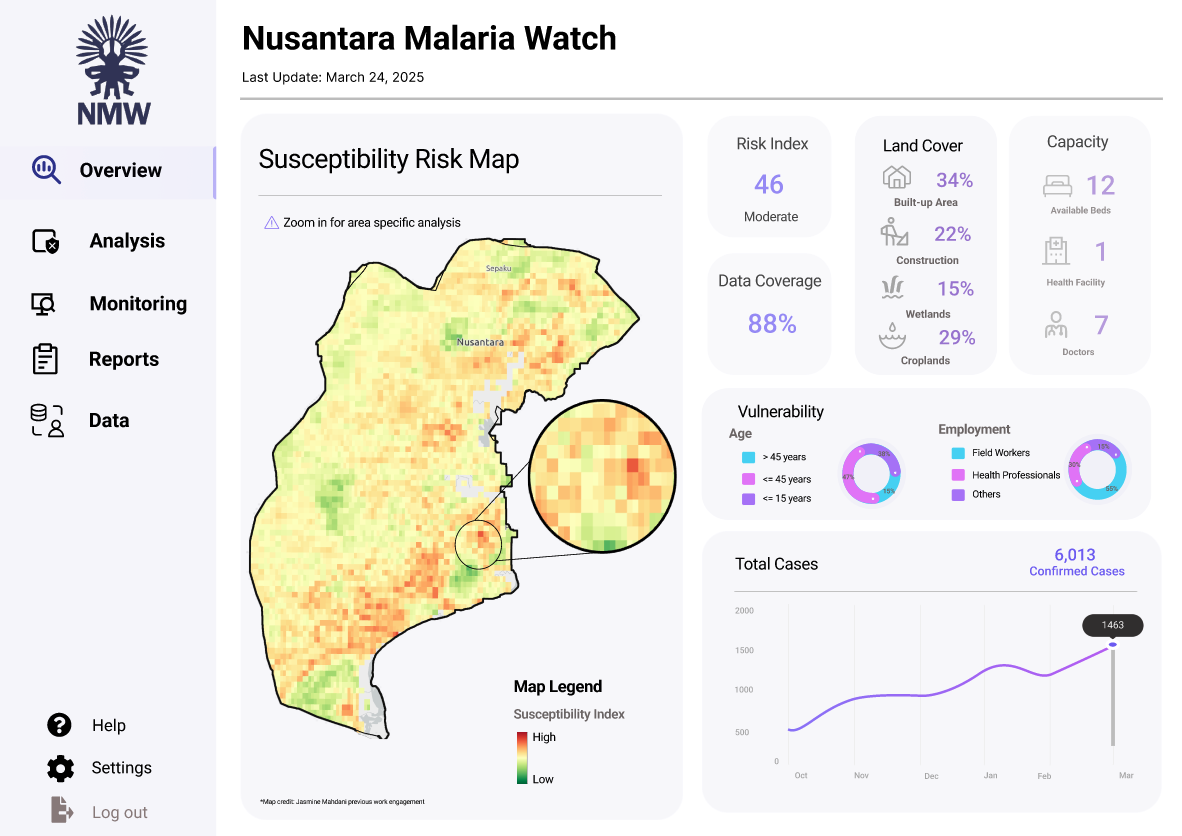 NMW
Overview
Analysis
Monitoring
Reports
Data
Help
Settings
Log out
Nusantara Malaria Watch
Last Update: March 24, 2025
Susceptibility Risk Map
Zoom in for area specific analysis
Sepaku
Nusantara
Map Legend
Susceptibility Index
High
Low
*Map credit: Jasmine Mahdani previous work engagement
Risk Index
46
Moderate
Data Coverage
88%
Land Cover
34%
Built-up Area
22%
Construction
15%
Wetlands
29%
Croplands
Capacity
12
Available Beds
1
Health Facility
7
Doctors
Vulnerability
Age
> 45 years
<= 45 years
<= 15 years
38%
47%
15%
Employment
Field Workers
Health Professionals
Others
15%
30%
55%
Total Cases
6,013
Confirmed Cases
2000
1500
1000
500
0
1463
Oct
Nov
Dec
Jan
Feb
Mar